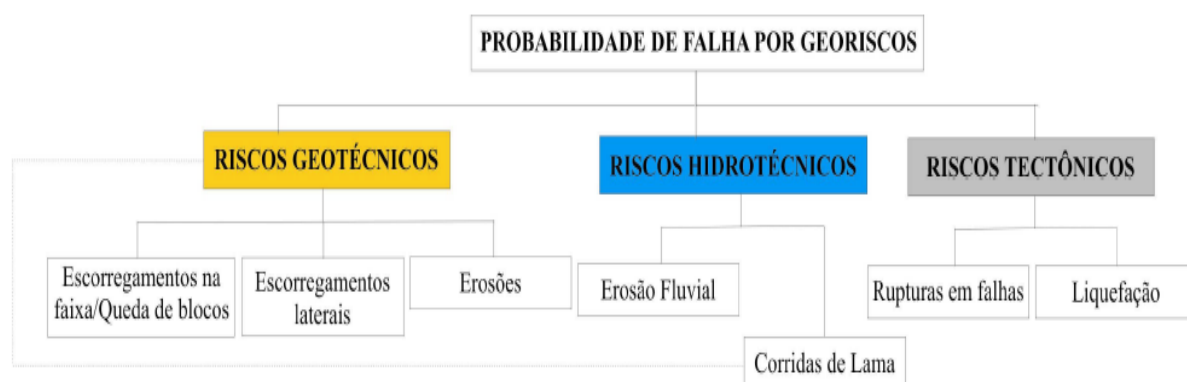 PROBABILIDADE DE FALHA POR GEORISCOS
RISCOS GEOTÉCNICOS
RISCOS HIDROTÉCNICOS
RISCOS TECTÔNICOS
Escorregamentos na
faixa/Queda de blocos
Escorregamentos
laterais
Erosões
Erosão Fluvial
Corridas de Lama
Rupturas em falhas
Liquefação